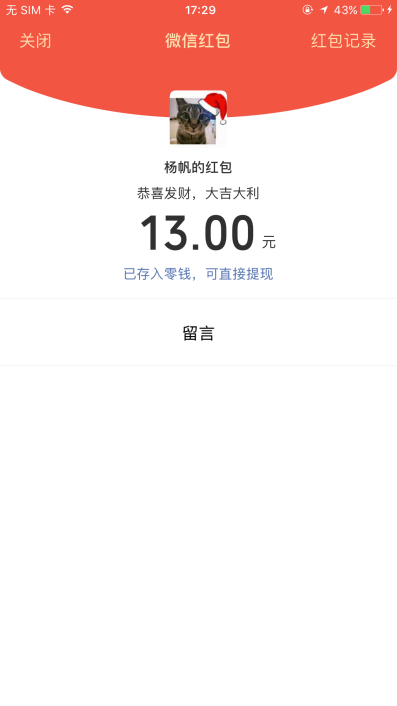 无 SIM 卡 17:29 43%
关闭 微信红包 红包记录
杨帆的红包
恭喜发财，大吉大利
13.00 元
已存入零钱，可直接提现
留言